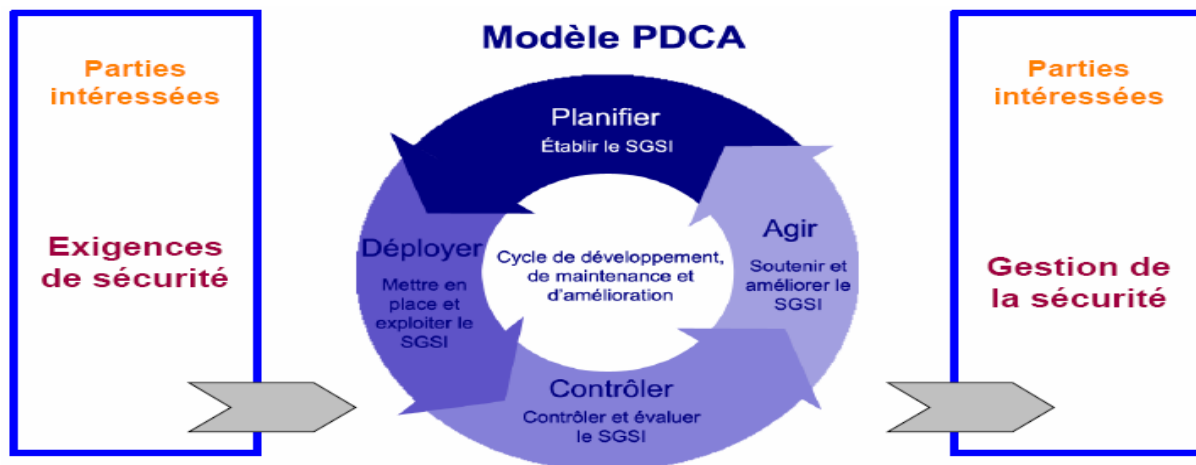 Modèle PDCA
Parties
intéressées
Exigences
de sécurité
Planifier
Établir le SGSI
Déployer
Mettre en
place et
exploiter le
SGSI
Cycle de développement,
de maintenance et
d'amélioration
Agir
Soutenir et
améliorer le
SGSI
Contrôler
Contrôler et évaluer
le SGSI
Parties
intéressées
Gestion de
la sécurité